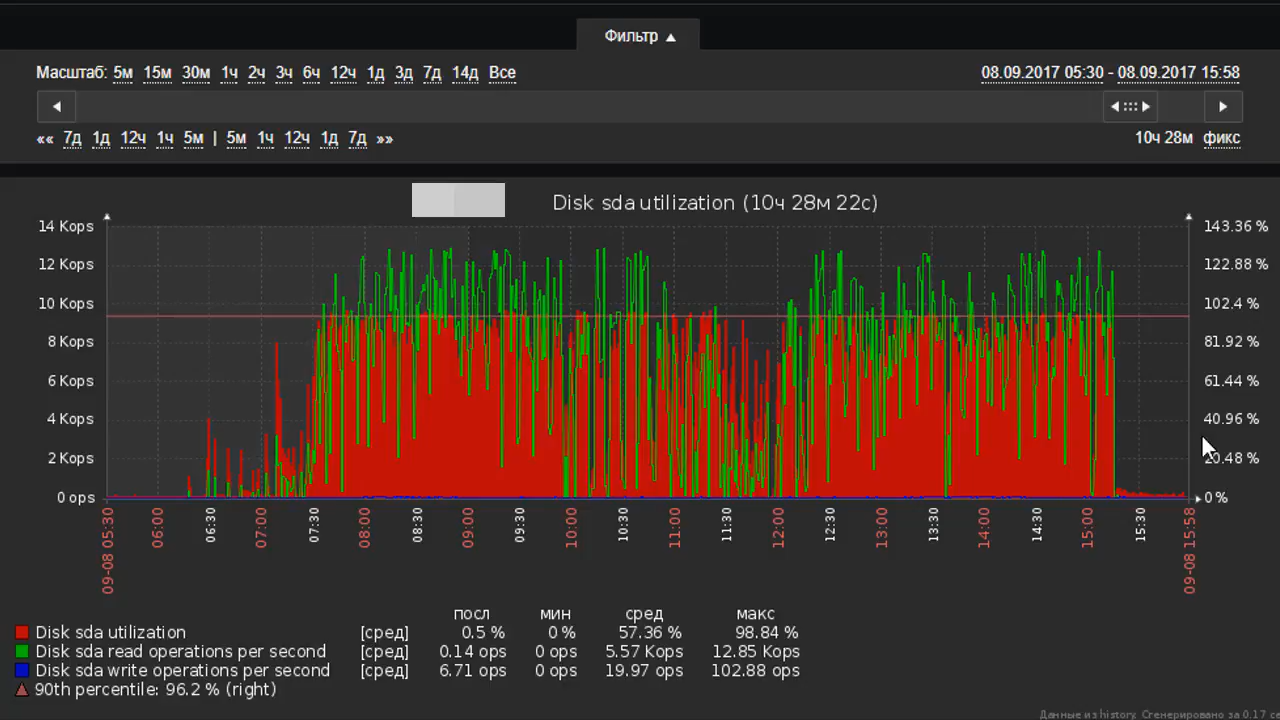 Фильтр ▲
Масштаб: 5м 15м 30м 1ч 2ч 3ч 6ч 12ч 1д 3д 7д 14д Все
08.09.2017 05:30 - 08.09.2017 15:58
«« 7д 1д 12ч 1ч 5м | 5м 1ч 12ч 1д 7д »»
10ч 28м фикс
Disk sda utilization (10ч 28м 22с)
14 Kops
12 Kops
10 Kops
8 Kops
6 Kops
4 Kops
2 Kops
0 ops
143.36 %
122.88 %
102.4 %
81.92 %
61.44 %
40.96 %
20.48 %
0 %
09-08 05:30
06:00
06:30
07:00
07:30
08:00
08:30
09:00
09:30
10:00
10:30
11:00
11:30
12:00
12:30
13:00
13:30
14:00
14:30
15:00
15:30
09-08 15:58
посл мин сред макс
Disk sda utilization [сред] 0.5 % 0 % 57.36 % 98.84 %
Disk sda read operations per second [сред] 0.14 ops 0 ops 5.57 Kops 12.85 Kops
Disk sda write operations per second [сред] 6.71 ops 0 ops 19.97 ops 102.88 ops
90th percentile: 96.2 % (right)
Данные из history. Сгенерировано за 0.17 с